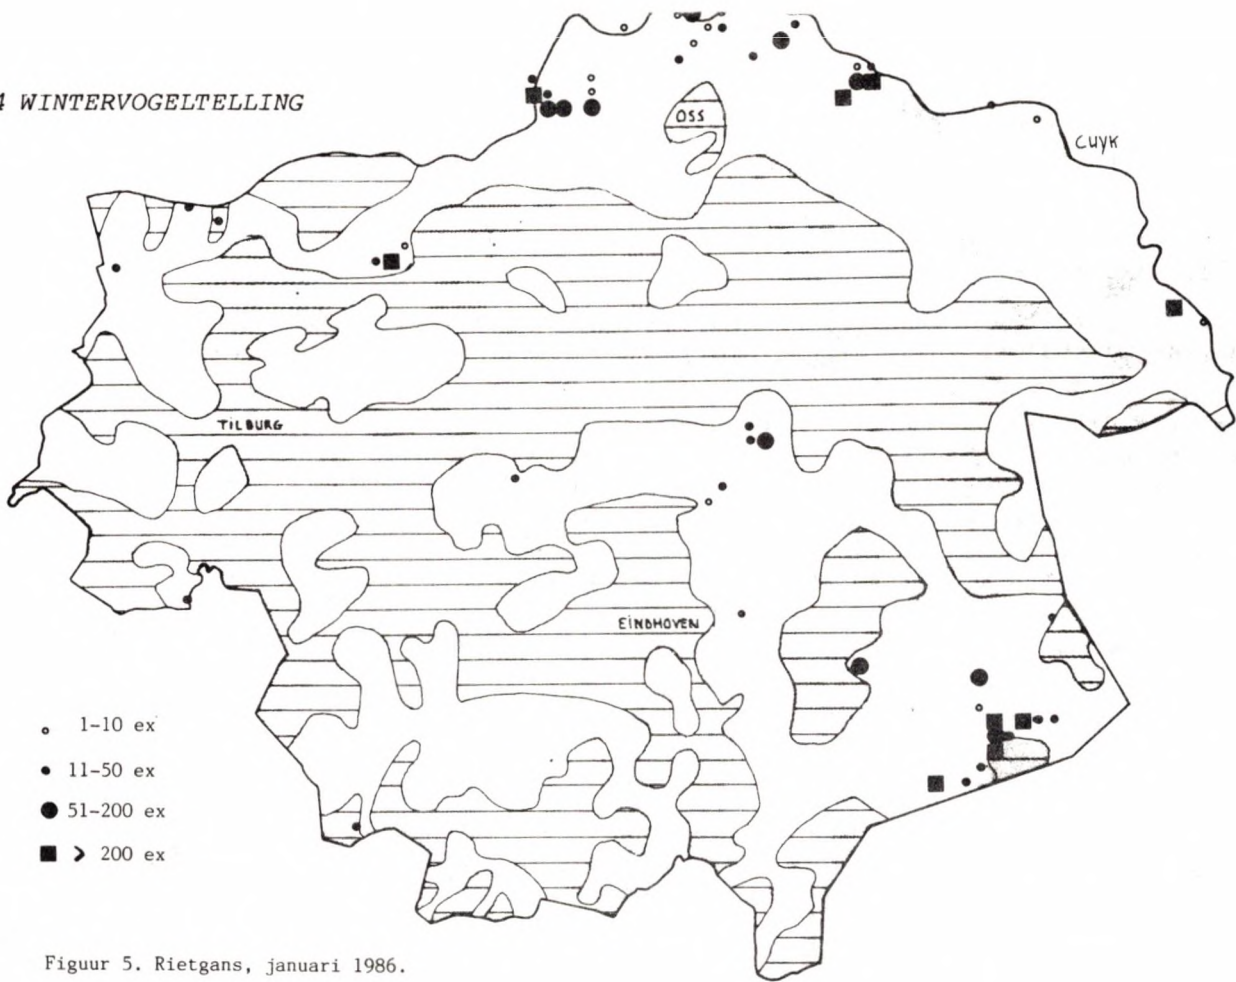 4 WINTERVOGELTELLING
OSS
CUYK
TILBURG
EINDHOVEN
1-10 ex
11-50 ex
51-200 ex
> 200 ex
Figuur 5. Rietgans, januari 1986.